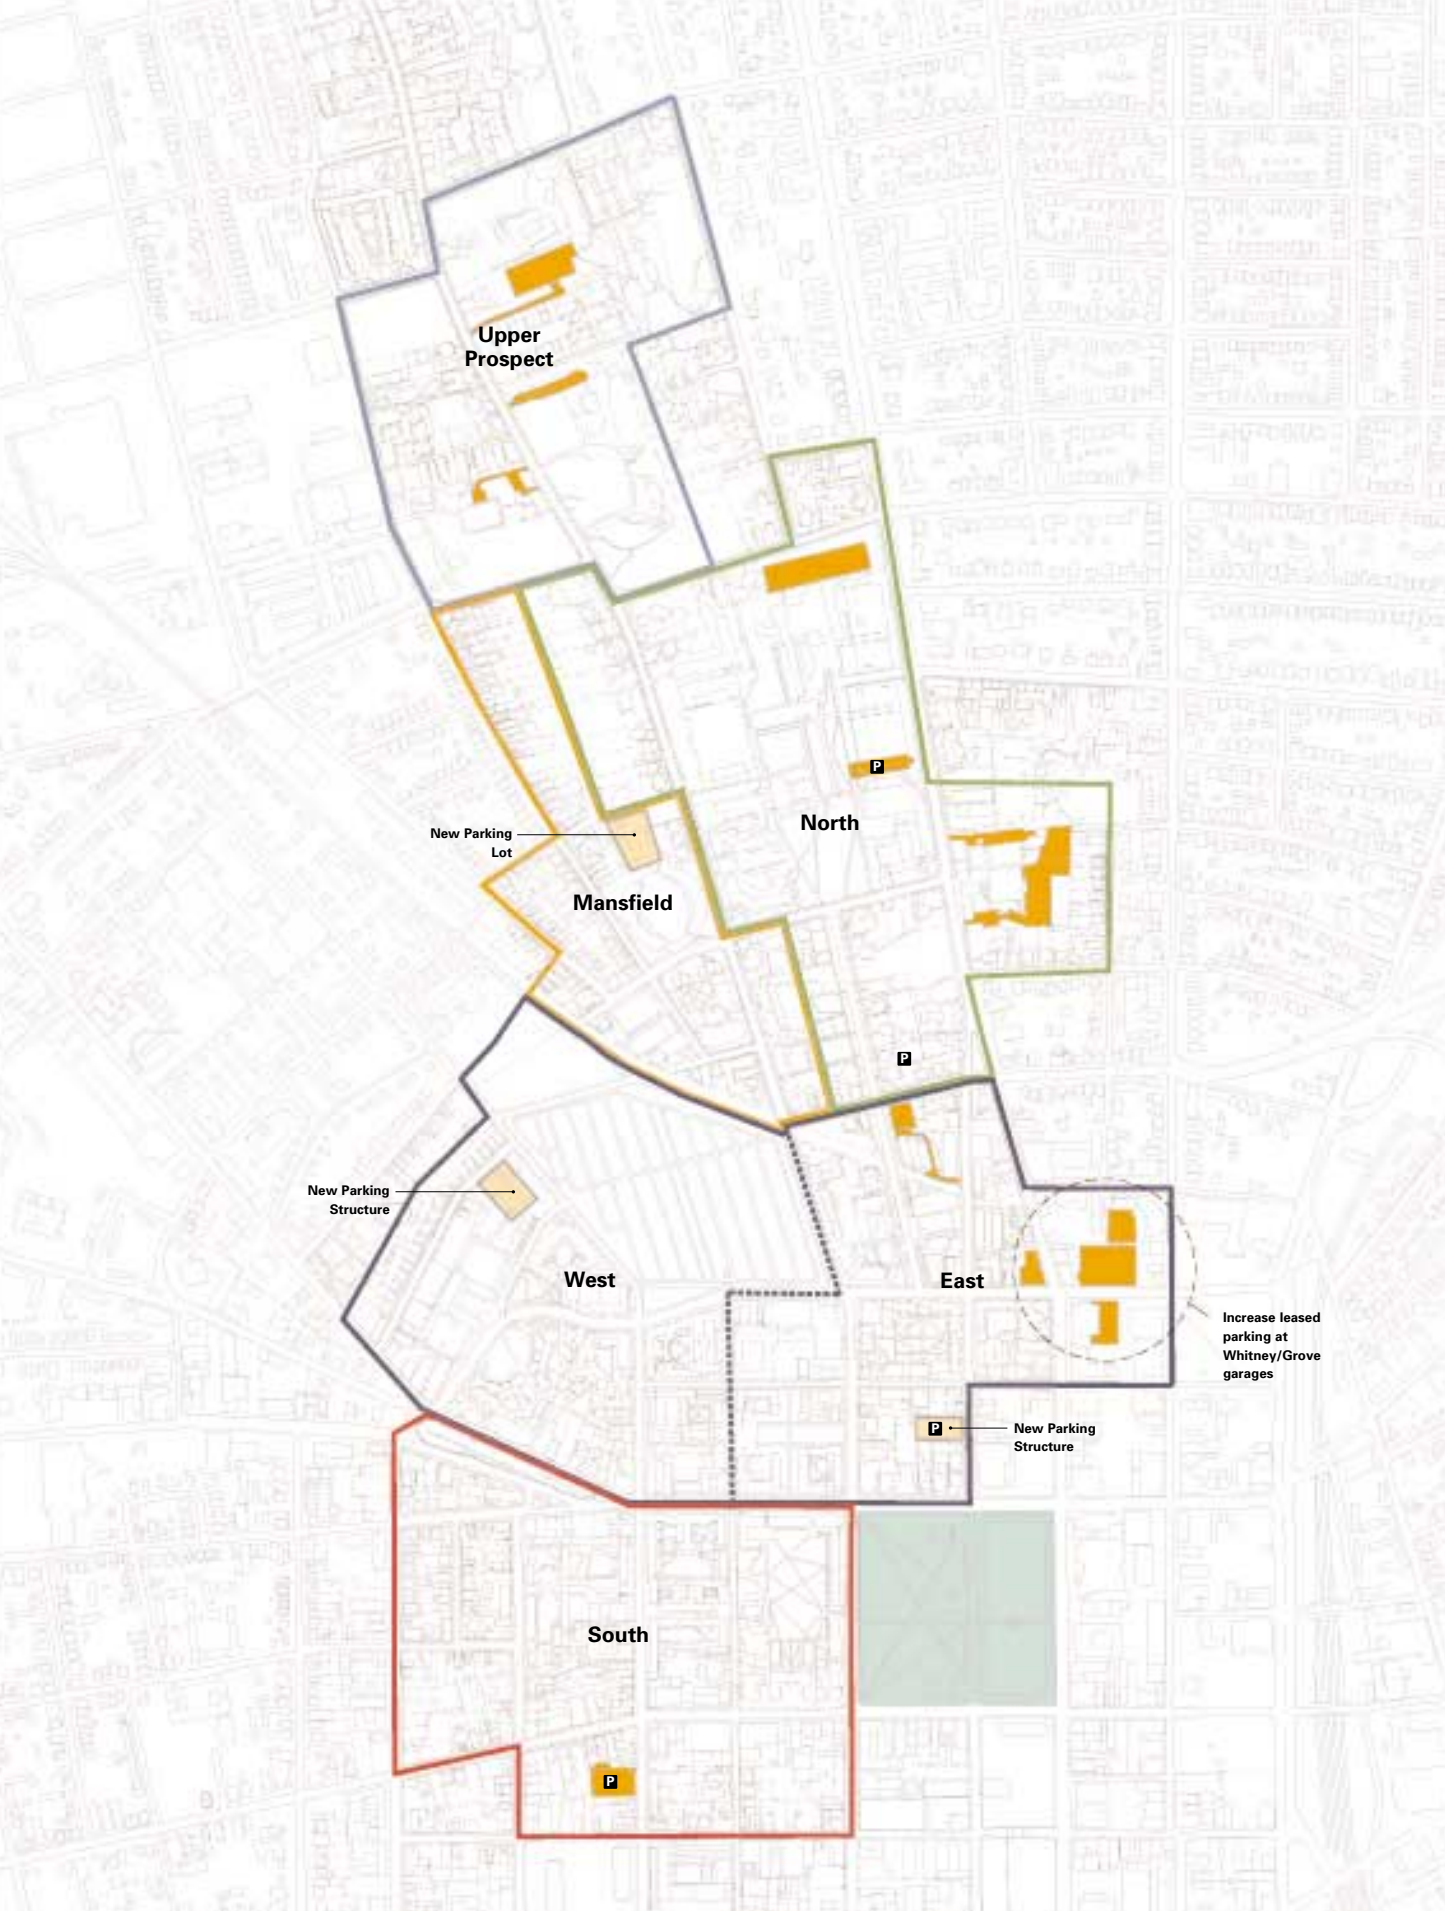 Upper
Prospect
P
North
New Parking
Lot
Mansfield
P
New Parking
Structure
West
East
Increase leased
parking at
Whitney/Grove
garages
P
New Parking
Structure
South
P